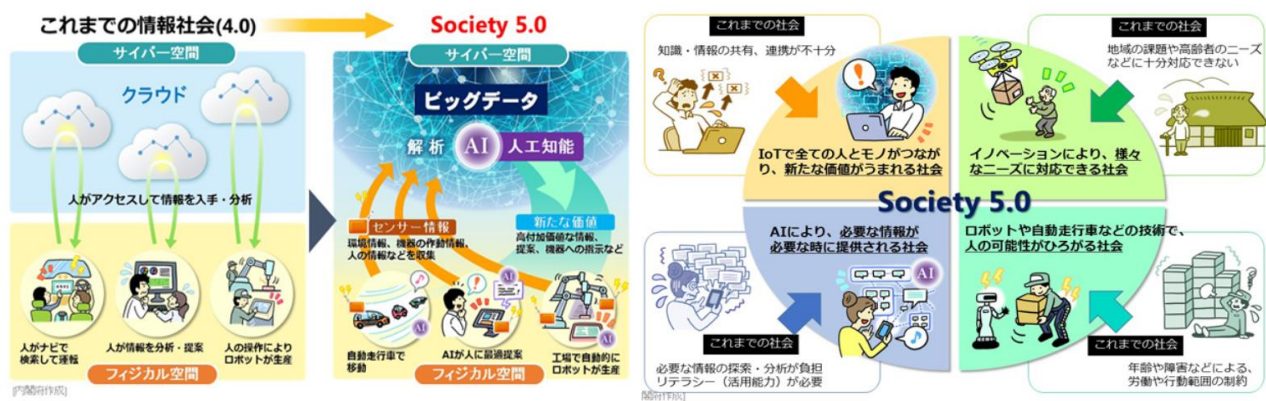 これまでの情報社会(4.0)
Society 5.0
サイバー空間
クラウド
人がアクセスして情報を入手・分析
人がナビで
検索して運転
人が情報を分析・提案
人の操作により
ロボットが生産
フィジカル空間
[内閣府作成]
サイバー空間
ビッグデータ
解析 AI 人工知能
センサー情報
環境情報、機器の作動情報、
人の情報などを収集
新たな価値
高付加価値な情報、
提案、機器への指示など
AI
AI
AI
自動走行車で
移動
AIが人に最適提案
工場で自動的に
ロボットが生産
フィジカル空間
これまでの社会
知識・情報の共有、連携が不十分
IoTで全ての人とモノがつなが
り、新たな価値がうまれる社会
これまでの社会
地域の課題や高齢者のニーズ
などに十分対応できない
イノベーションにより、様々
なニーズに対応できる社会
Society 5.0
AIにより、必要な情報が
必要な時に提供される社会
AI
これまでの社会
必要な情報の探索・分析が負担
リテラシー(活用能力)が必要
ロボットや自動走行車などの技術で、
人の可能性がひろがる社会
これまでの社会
年齢や障害などによる、
労働や行動範囲の制約
内閣府作成]